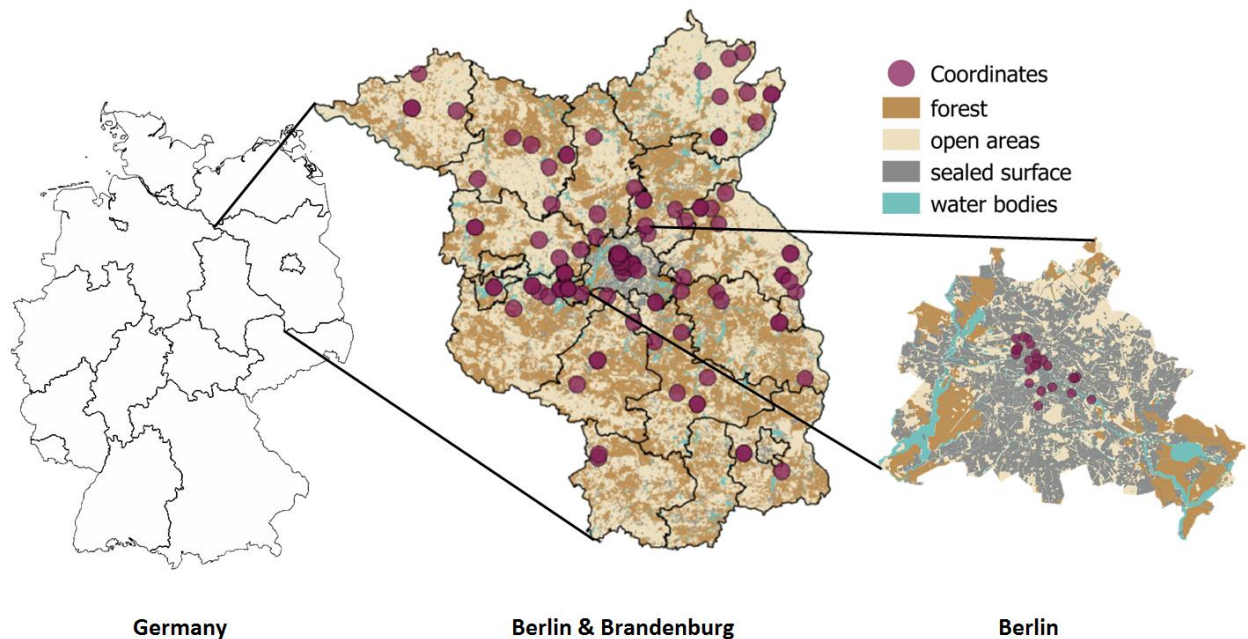 Coordinates
forest
open areas
sealed surface
water bodies
Germany
Berlin & Brandenburg
Berlin